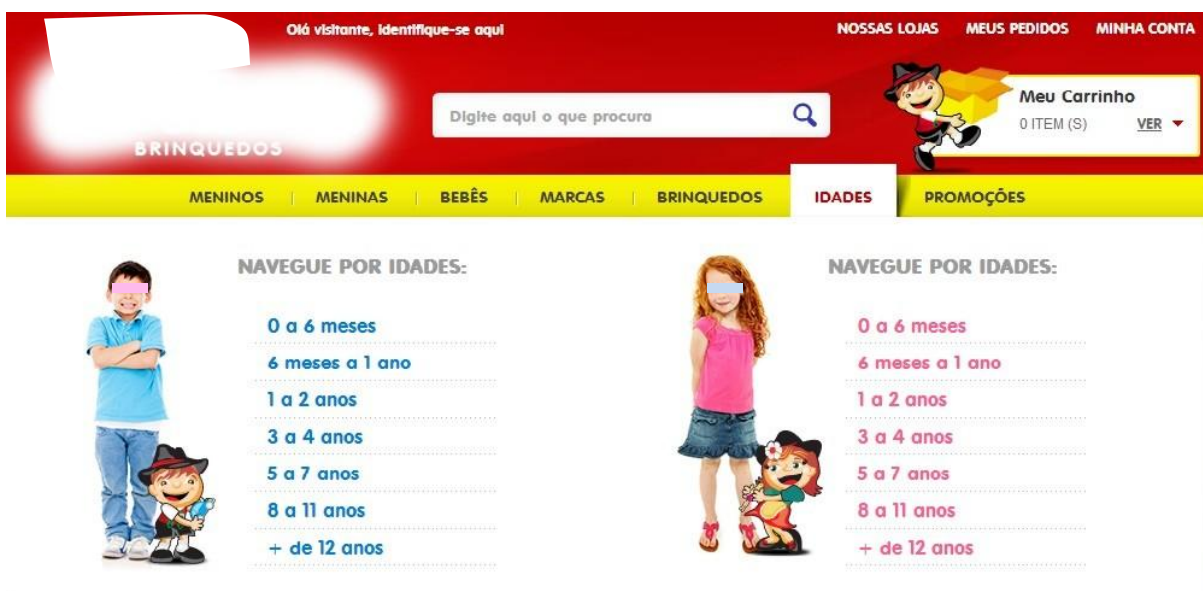 Olá visitante, identifique-se aqui
NOSSAS LOJAS MEUS PEDIDOS MINHA CONTA
Digite aqui o que procura
Meu Carrinho
0 ITEM (S) VER
BRINQUEDOS
MENINOS MENINAS BEBÊS MARCAS BRINQUEDOS IDADES PROMOÇÕES
NAVEGUE POR IDADES:
0 a 6 meses
6 meses a 1 ano
1 a 2 anos
3 a 4 anos
5 a 7 anos
8 a 11 anos
+ de 12 anos
NAVEGUE POR IDADES:
0 a 6 meses
6 meses a 1 ano
1 a 2 anos
3 a 4 anos
5 a 7 anos
8 a 11 anos
+ de 12 anos